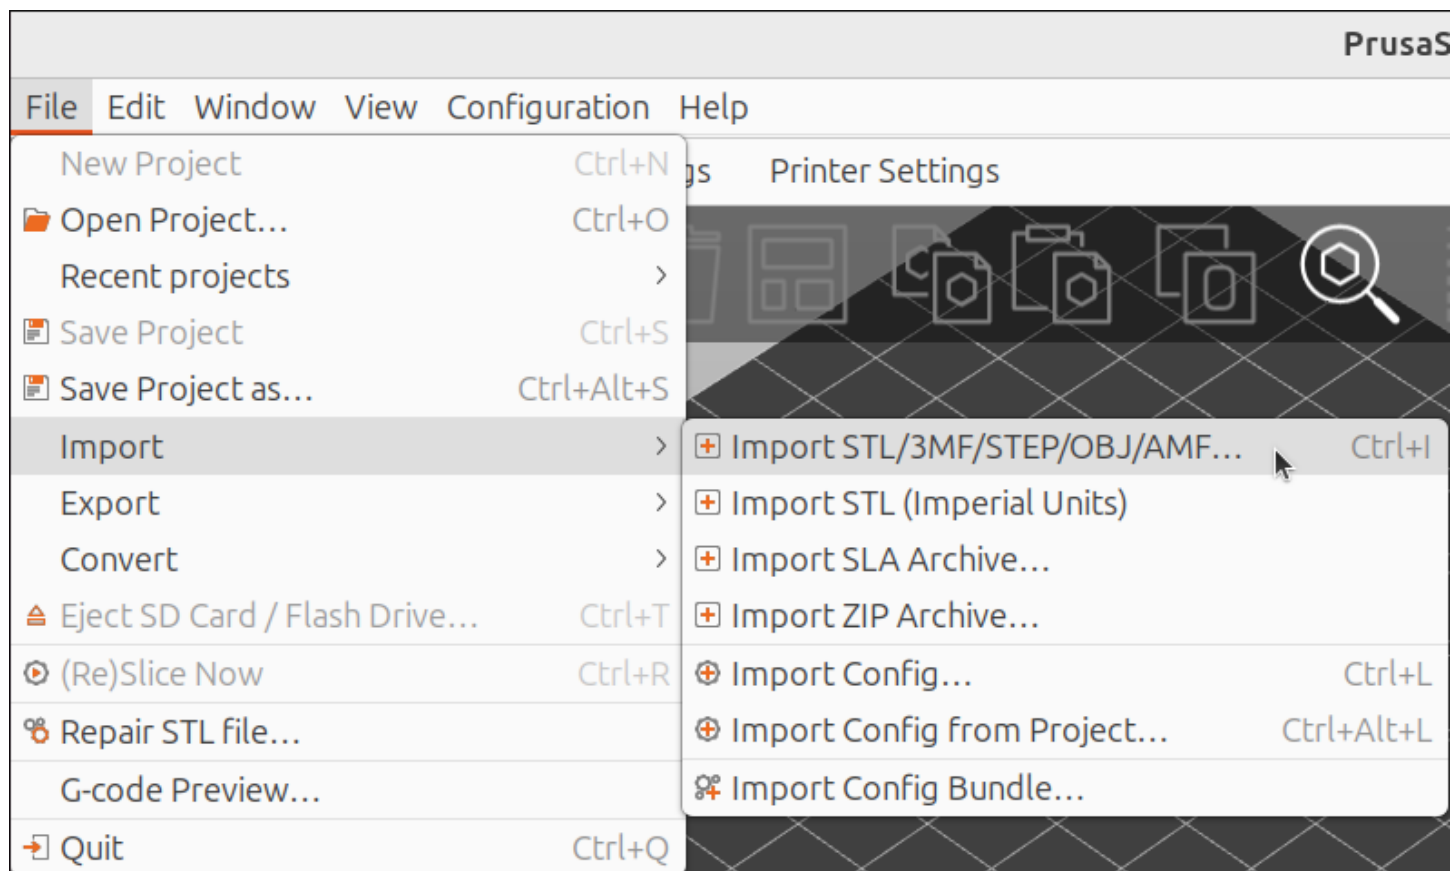 PrusaS
File Edit Window View Configuration Help
gs Printer Settings
New Project Ctrl+N
Open Project... Ctrl+O
Recent projects
Save Project Ctrl+S
Save Project as... Ctrl+Alt+S
Import
Export
Convert
Eject SD Card / Flash Drive... Ctrl+T
(Re)Slice Now Ctrl+R
Repair STL file...
G-code Preview...
Quit Ctrl+Q
Import STL/3MF/STEP/OBJ/AMF... Ctrl+I
Import STL (Imperial Units)
Import SLA Archive...
Import ZIP Archive...
Import Config... Ctrl+L
Import Config from Project... Ctrl+Alt+L
Import Config Bundle...